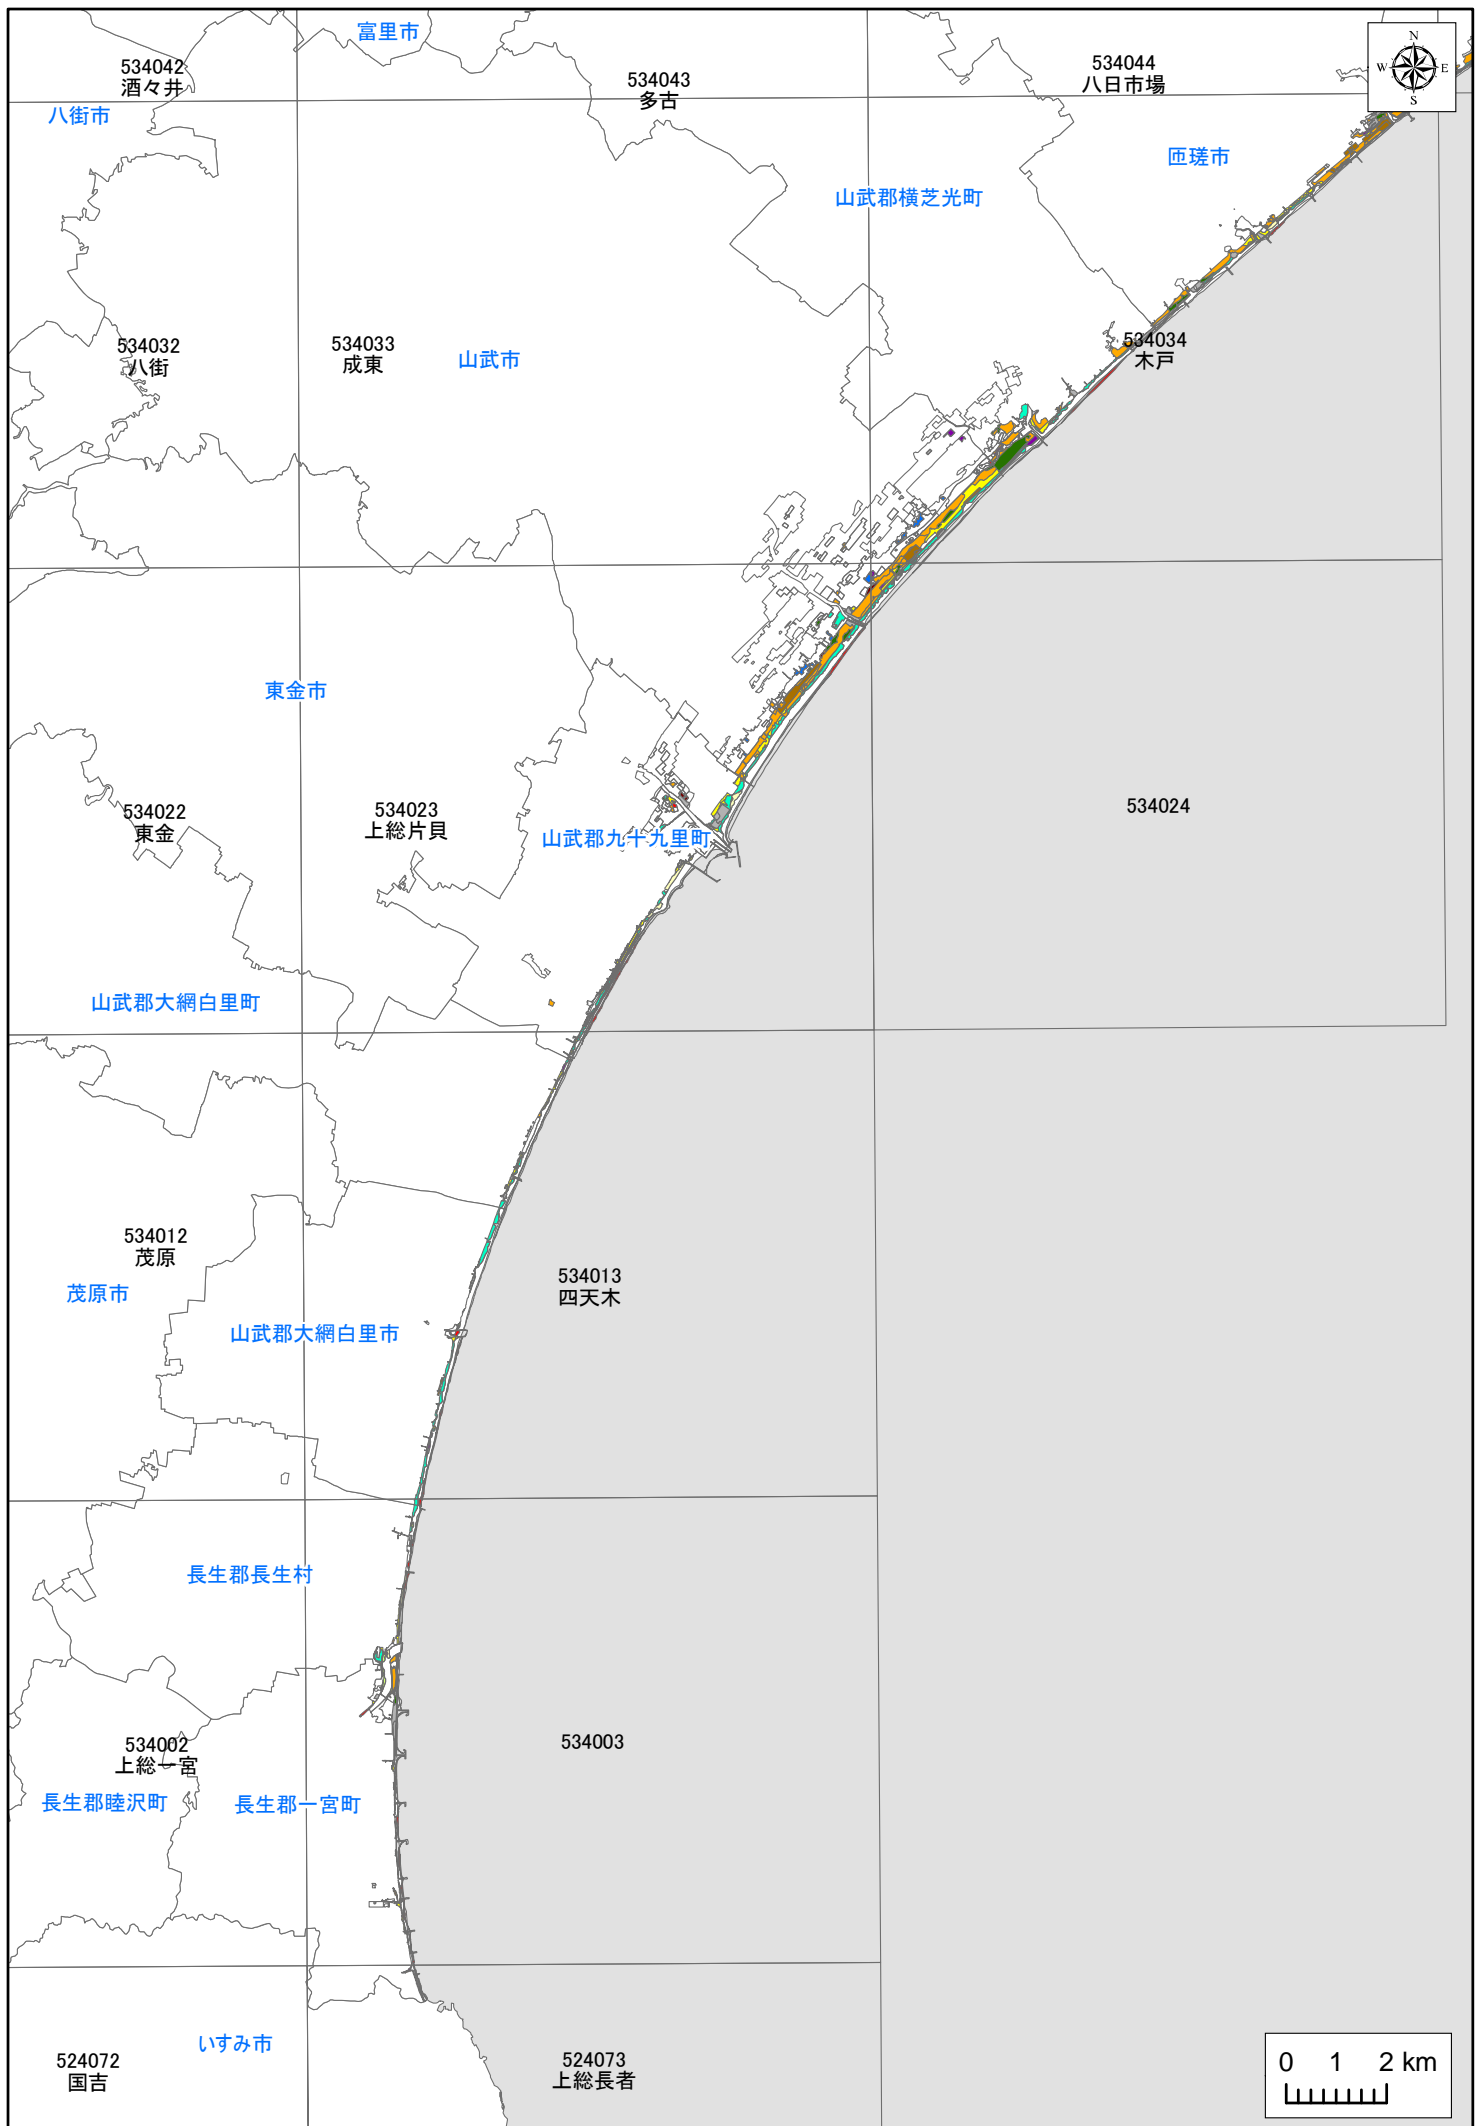 富里市
N
W
E
S
534042
酒々井
534043
多古
534044
八日市場
八街市
匝瑳市
山武郡横芝光町
534032
八街
534033
成東
山武市
534034
木戸
東金市
534022
東金
534023
上総片貝
山武郡九十九里町
534024
山武郡大網白里町
534012
茂原
茂原市
534013
四天木
山武郡大網白里市
長生郡長生村
534002
上総一宮
534003
長生郡睦沢町
長生郡一宮町
いすみ市
524072
国吉
524073
上総長者
0 1 2 km